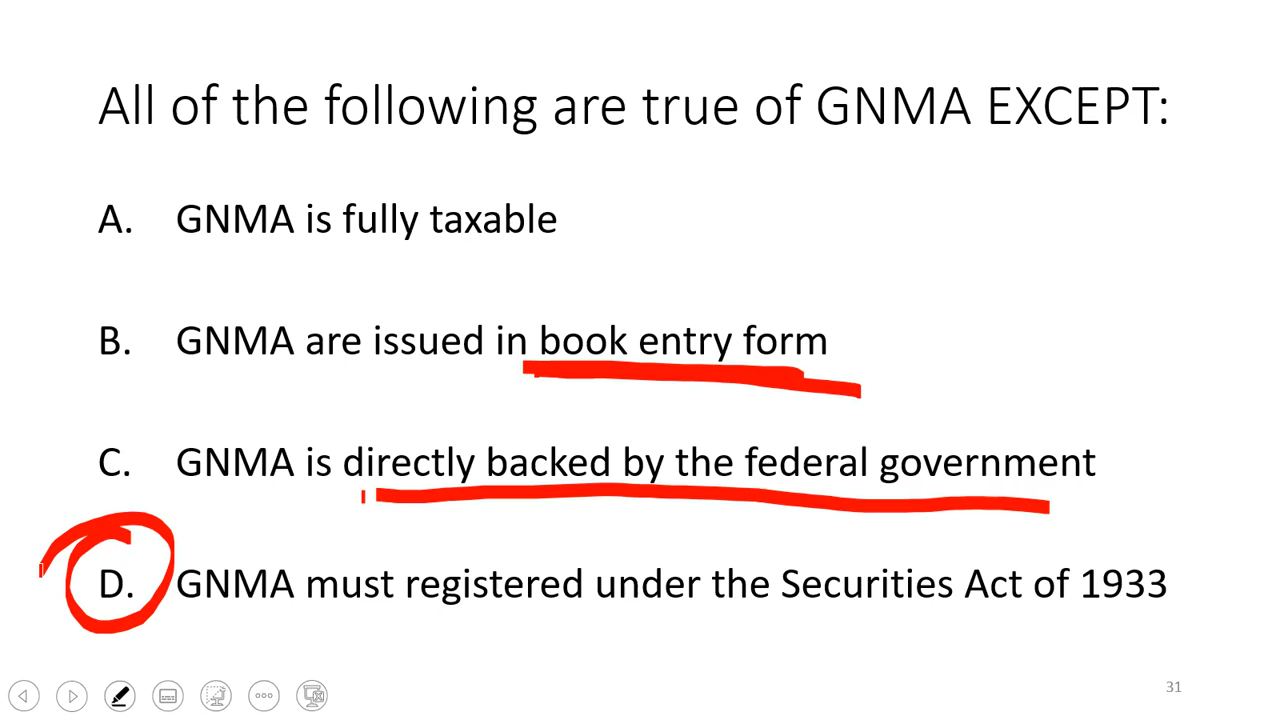 All of the following are true of GNMA EXCEPT:
A. GNMA is fully taxable
B. GNMA are issued in book entry form
C. GNMA is directly backed by the federal government
D. GNMA must registered under the Securities Act of 1933
31